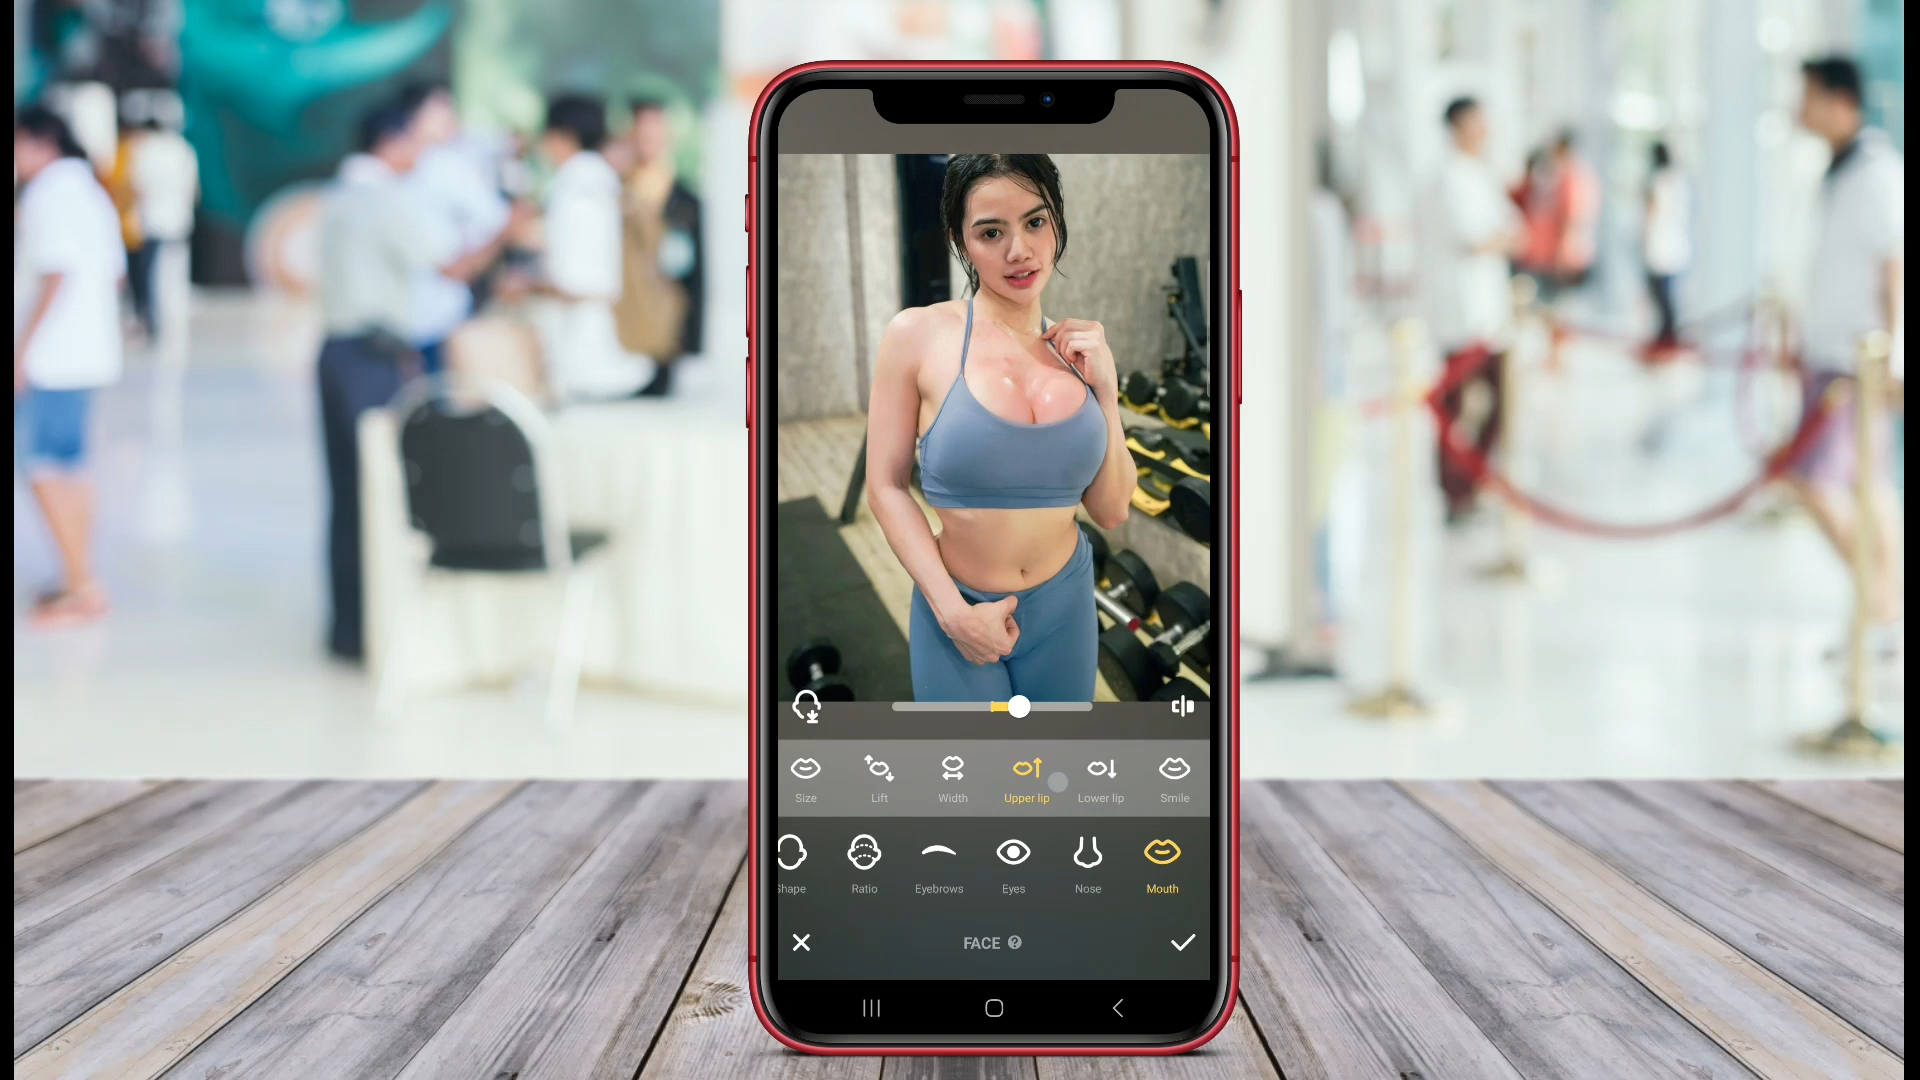 Size Lift Width Upper lip Lower lip Smile
Shape Ratio Eyebrows Eyes Nose Mouth
FACE ?